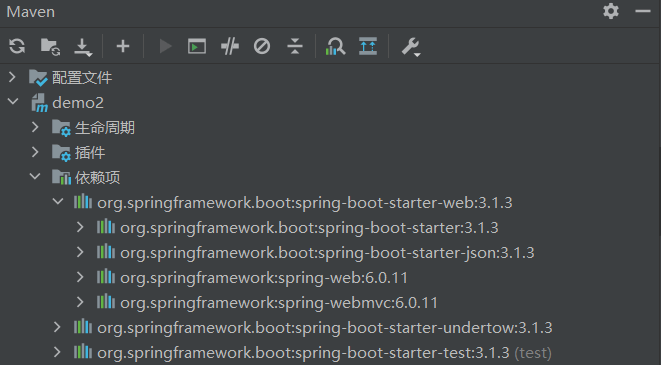 Maven
配置文件
demo2
生命周期
插件
依赖项
org.springframework.boot:spring-boot-starter-web:3.1.3
org.springframework.boot:spring-boot-starter:3.1.3
org.springframework.boot:spring-boot-starter-json:3.1.3
org.springframework:spring-web:6.0.11
org.springframework:spring-webmvc:6.0.11
org.springframework.boot:spring-boot-starter-undertow:3.1.3
org.springframework.boot:spring-boot-starter-test:3.1.3 (test)